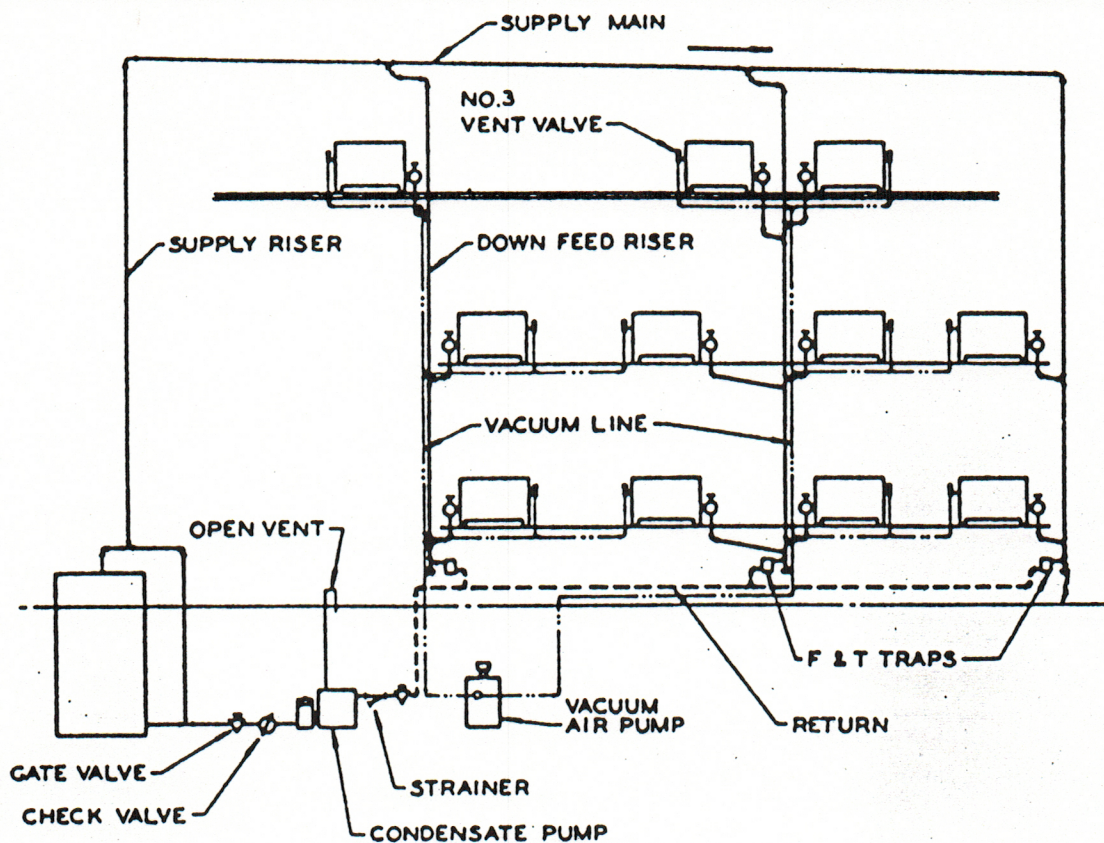 SUPPLY MAIN
NO.3
VENT VALVE
SUPPLY RISER
DOWN FEED RISER
VACUUM LINE
OPEN VENT
F & T TRAPS
VACUUM
AIR PUMP
RETURN
GATE VALVE
STRAINER
CHECK VALVE
CONDENSATE PUMP